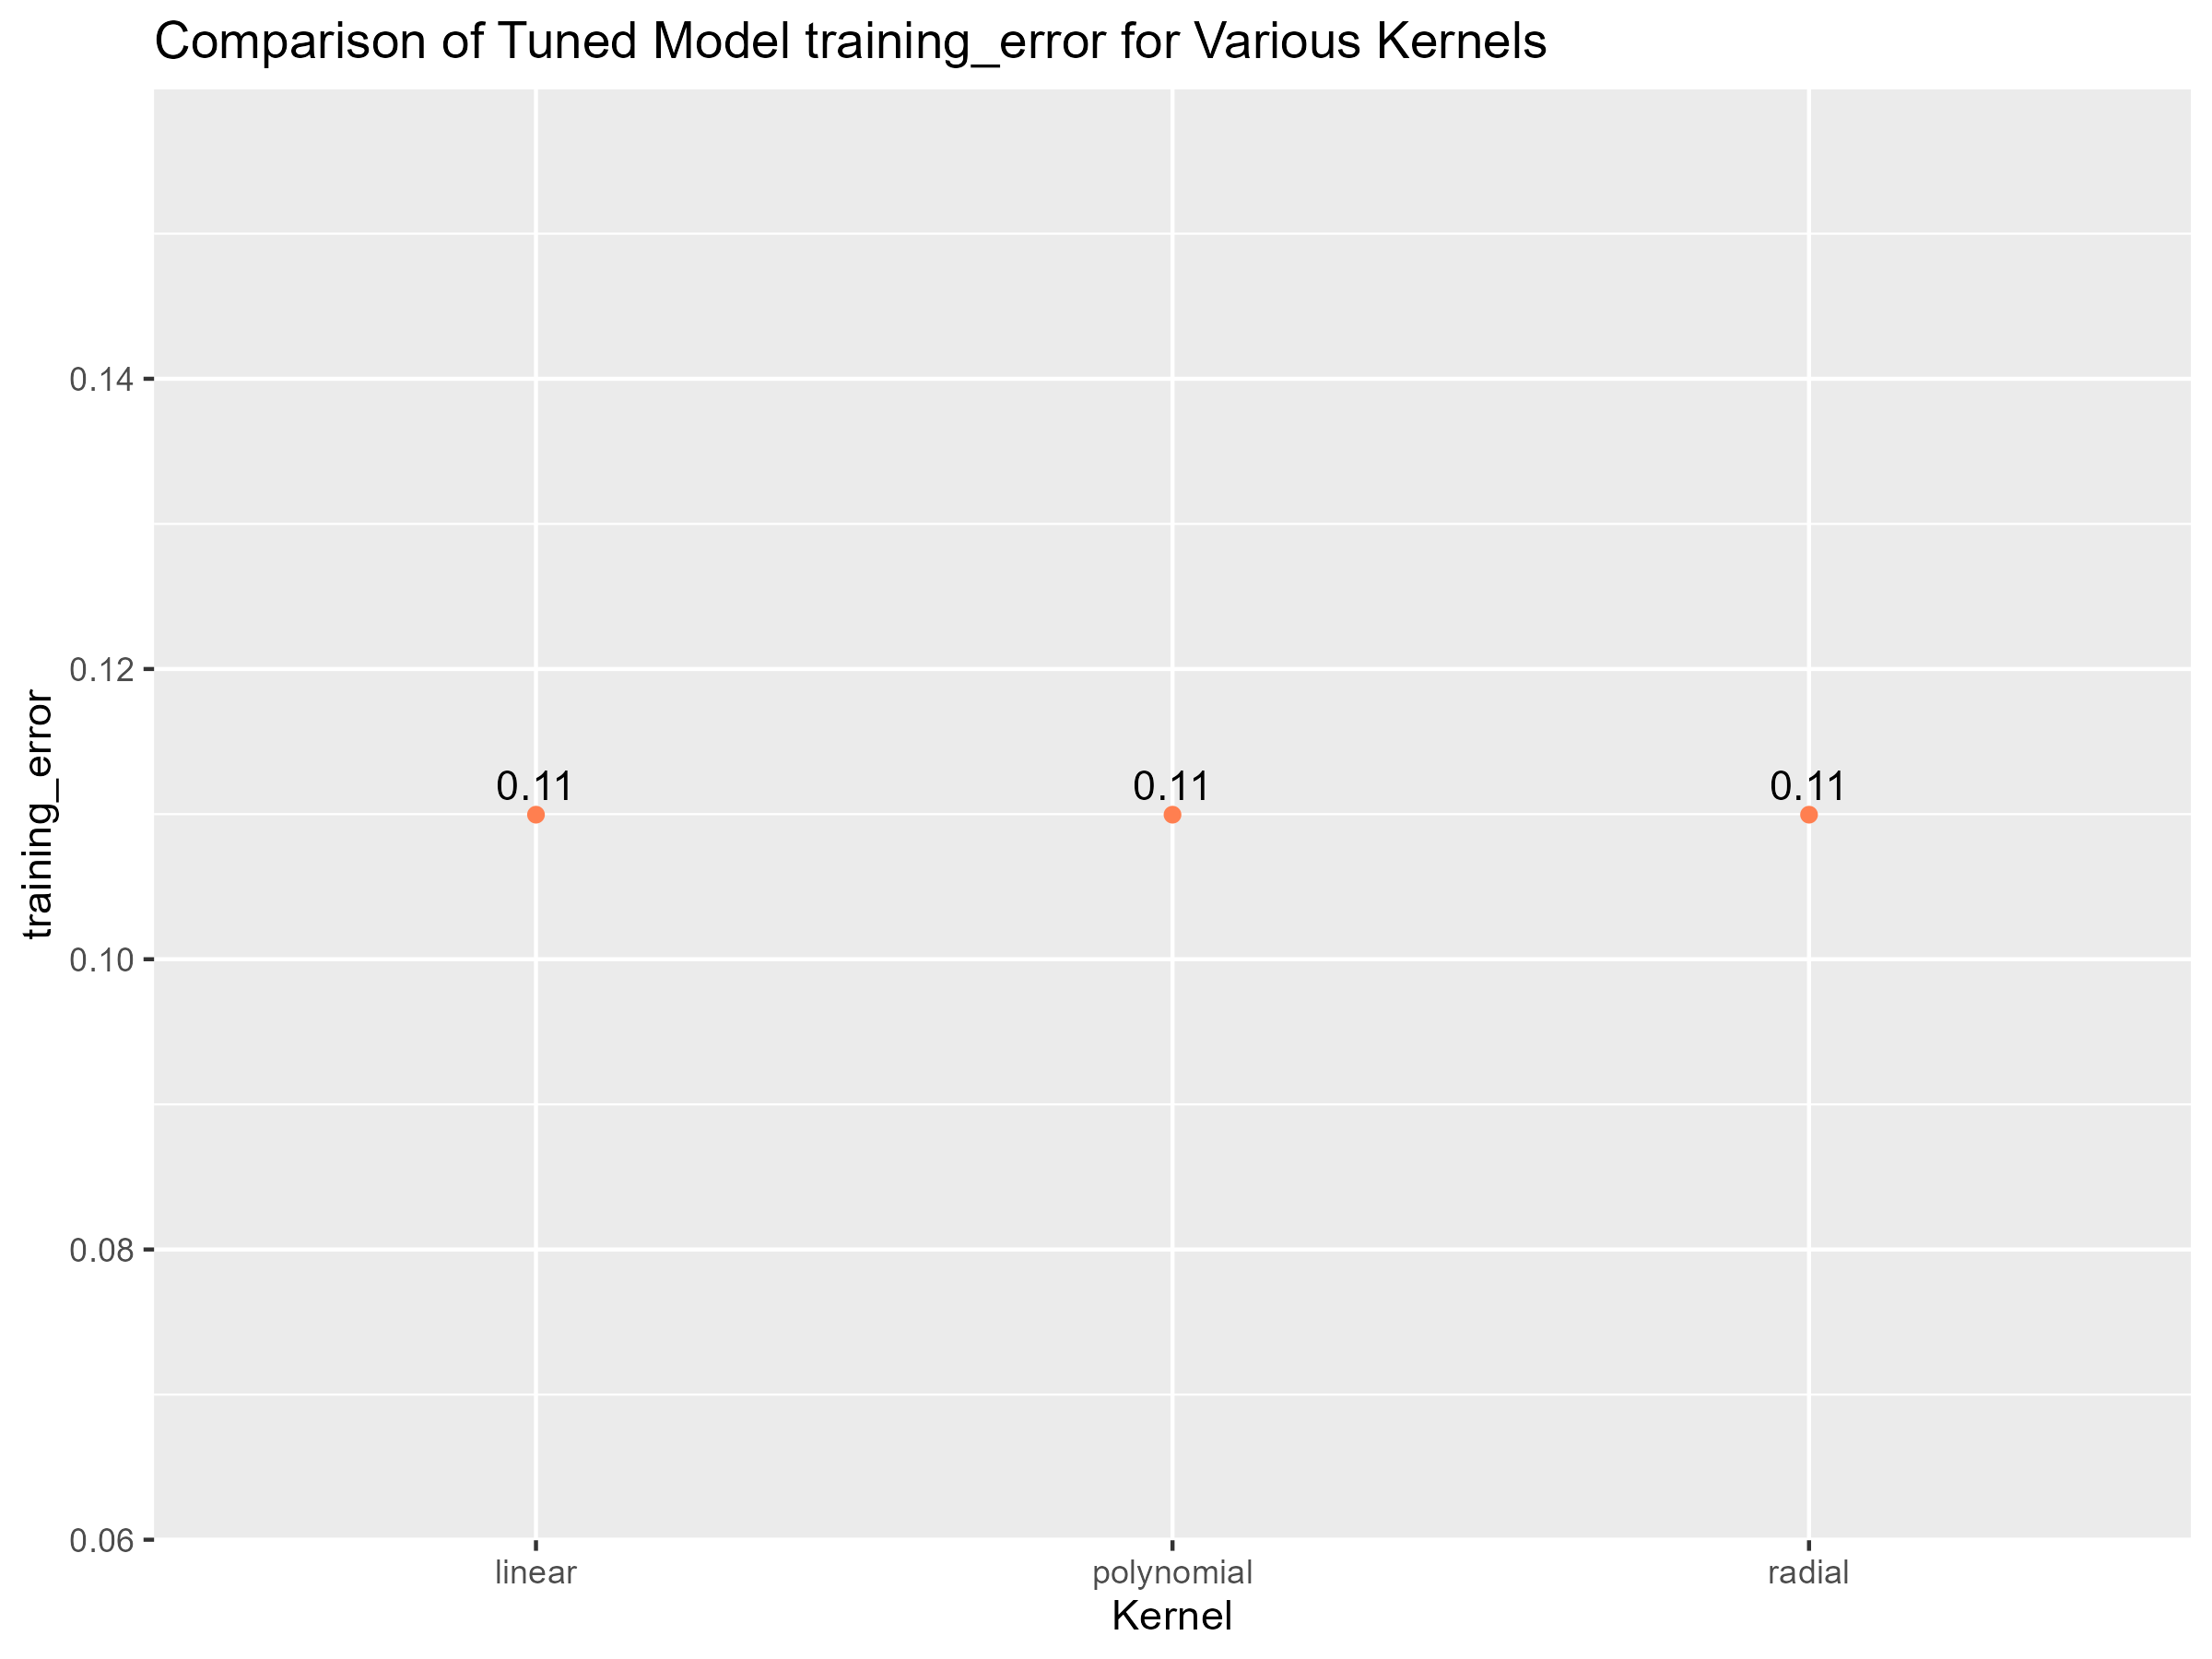 Comparison of Tuned Model training_error for Various Kernels
training_error
0.14
0.12
0.11 0.11 0.11
0.10
0.08
0.06
linear polynomial radial
Kernel